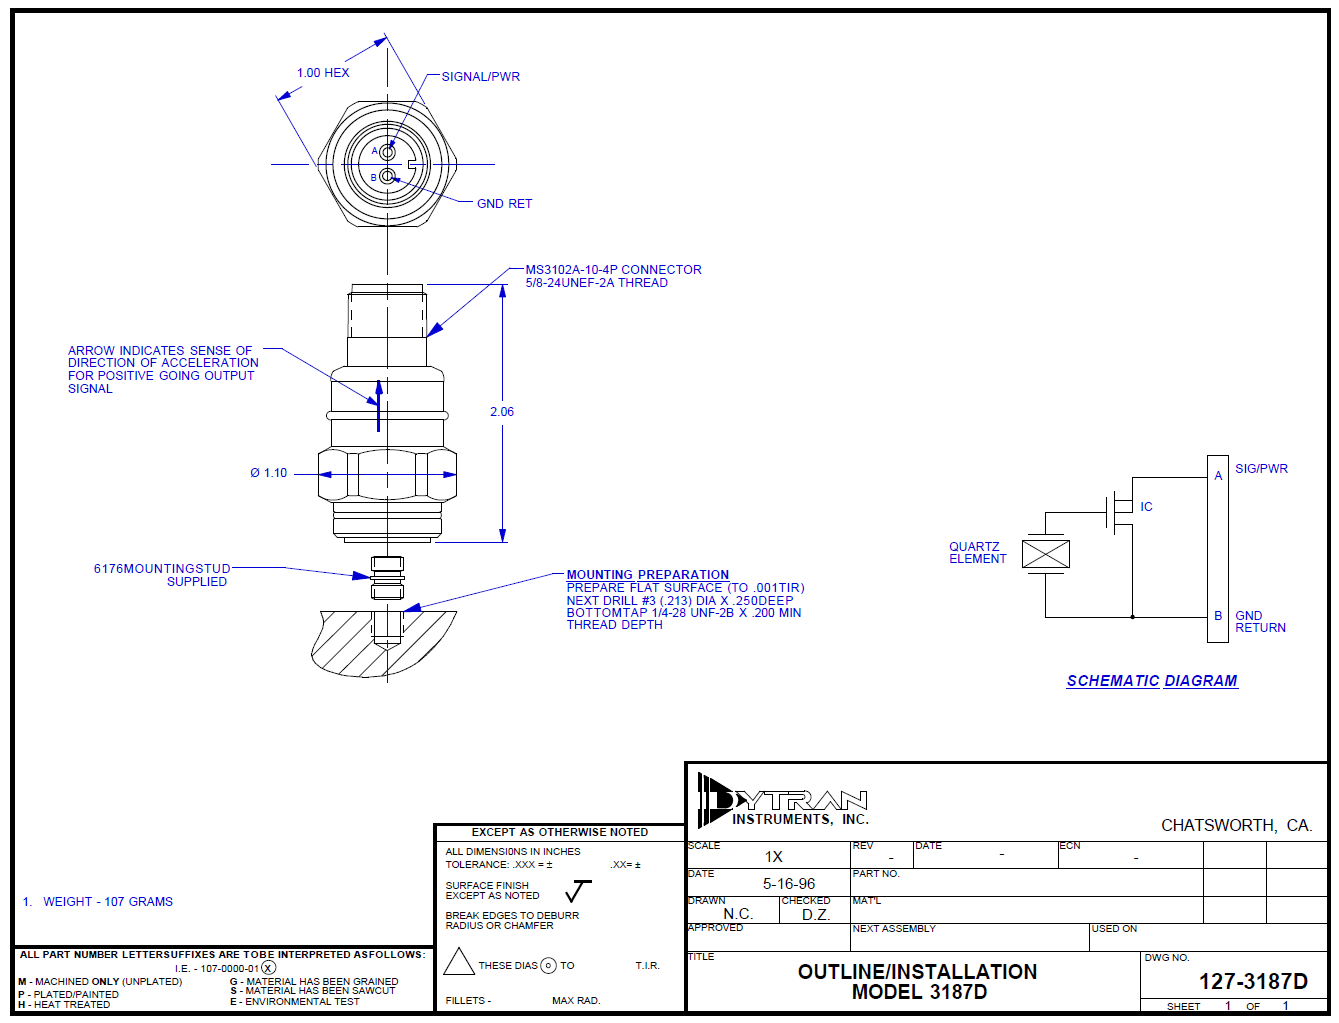 1.00 HEX
SIGNAL/PWR
A
B
GND RET
MS3102A-10-4P CONNECTOR
5/8-24UNEF-2A THREAD
ARROW INDICATES SENSE OF
DIRECTION OF ACCELERATION
FOR POSITIVE GOING OUTPUT
SIGNAL
2.06
Ø 1.10
6176MOUNTINGSTUD
SUPPLIED
MOUNTING PREPARATION
PREPARE FLAT SURFACE (TO .001TIR)
NEXT DRILL #3 (.213) DIA X .250DEEP
BOTTOMTAP 1/4-28 UNF-2B X .200 MIN
THREAD DEPTH
A
SIG/PWR
IC
QUARTZ
ELEMENT
B
GND
RETURN
SCHEMATIC DIAGRAM
1. WEIGHT - 107 GRAMS
ALL PART NUMBER LETTERSUFFIXES ARE TOBE INTERPRETED ASFOLLOWS:
I.E. - 107-0000-01 X
M - MACHINED ONLY (UNPLATED)
P - PLATED/PAINTED
H - HEAT TREATED
G - MATERIAL HAS BEEN GRAINED
S - MATERIAL HAS BEEN SAWCUT
E - ENVIRONMENTAL TEST
EXCEPT AS OTHERWISE NOTED
ALL DIMENSIONS IN INCHES
TOLERANCE: .XXX = ± .XX= ±
SURFACE FINISH
EXCEPT AS NOTED
BREAK EDGES TO DEBURR
RADIUS OR CHAMFER
THESE DIAS TO T.I.R.
FILLETS - MAX RAD.
DYTRAN
INSTRUMENTS, INC.
CHATSWORTH, CA.
SCALE
1X
REV
-
DATE
-
ECN
-
DATE
5-16-96
PART NO.
DRAWN
N.C.
CHECKED
D.Z.
MAT'L
APPROVED
NEXT ASSEMBLY
USED ON
TITLE
OUTLINE/INSTALLATION
MODEL 3187D
DWG NO.
127-3187D
SHEET 1 OF 1